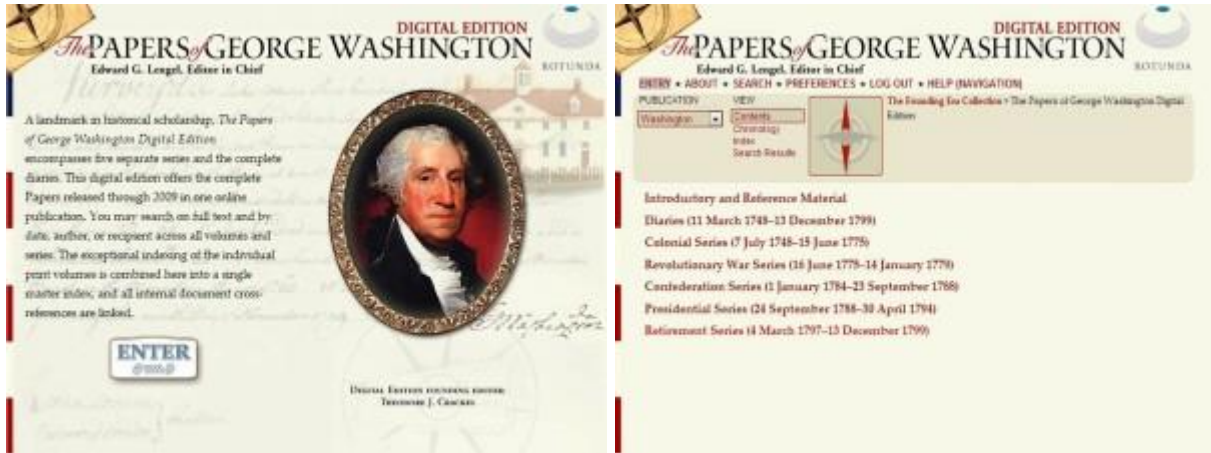 DIGITAL EDITION
The PAPERS of GEORGE WASHINGTON
Edward G. Lengel, Editor in Chief
ROTUNDA
A landmark in historical scholarship, The Papers
of George Washington Digital Edition
encompasses five separate series and the complete
diaries. This digital edition offers the complete
Papers released through 2009 in one online
publication. You may search on full text and by
date, author, or recipient across all volumes and
series. The exceptional indexing of the individual
print volumes is combined here into a single
master index, and all internal document cross-
references are linked.
ENTER
DIGITAL EDITION FOUNDING EDITOR
THEODORE J. CRACKEL
DIGITAL EDITION
The PAPERS of GEORGE WASHINGTON
Edward G. Lengel, Editor in Chief
ROTUNDA
ENTRY • ABOUT • SEARCH • PREFERENCES • LOG OUT • HELP (NAVIGATION)
PUBLICATION
Washington
VIEW
Contents
Chronology
Index
Search Results
The Founding Era Collection > The Papers of George Washington Digital
Edition
Introductory and Reference Material
Diaries (11 March 1748–13 December 1799)
Colonial Series (7 July 1748–15 June 1775)
Revolutionary War Series (16 June 1775–14 January 1779)
Confederation Series (1 January 1784–23 September 1788)
Presidential Series (24 September 1788–30 April 1794)
Retirement Series (4 March 1797–13 December 1799)